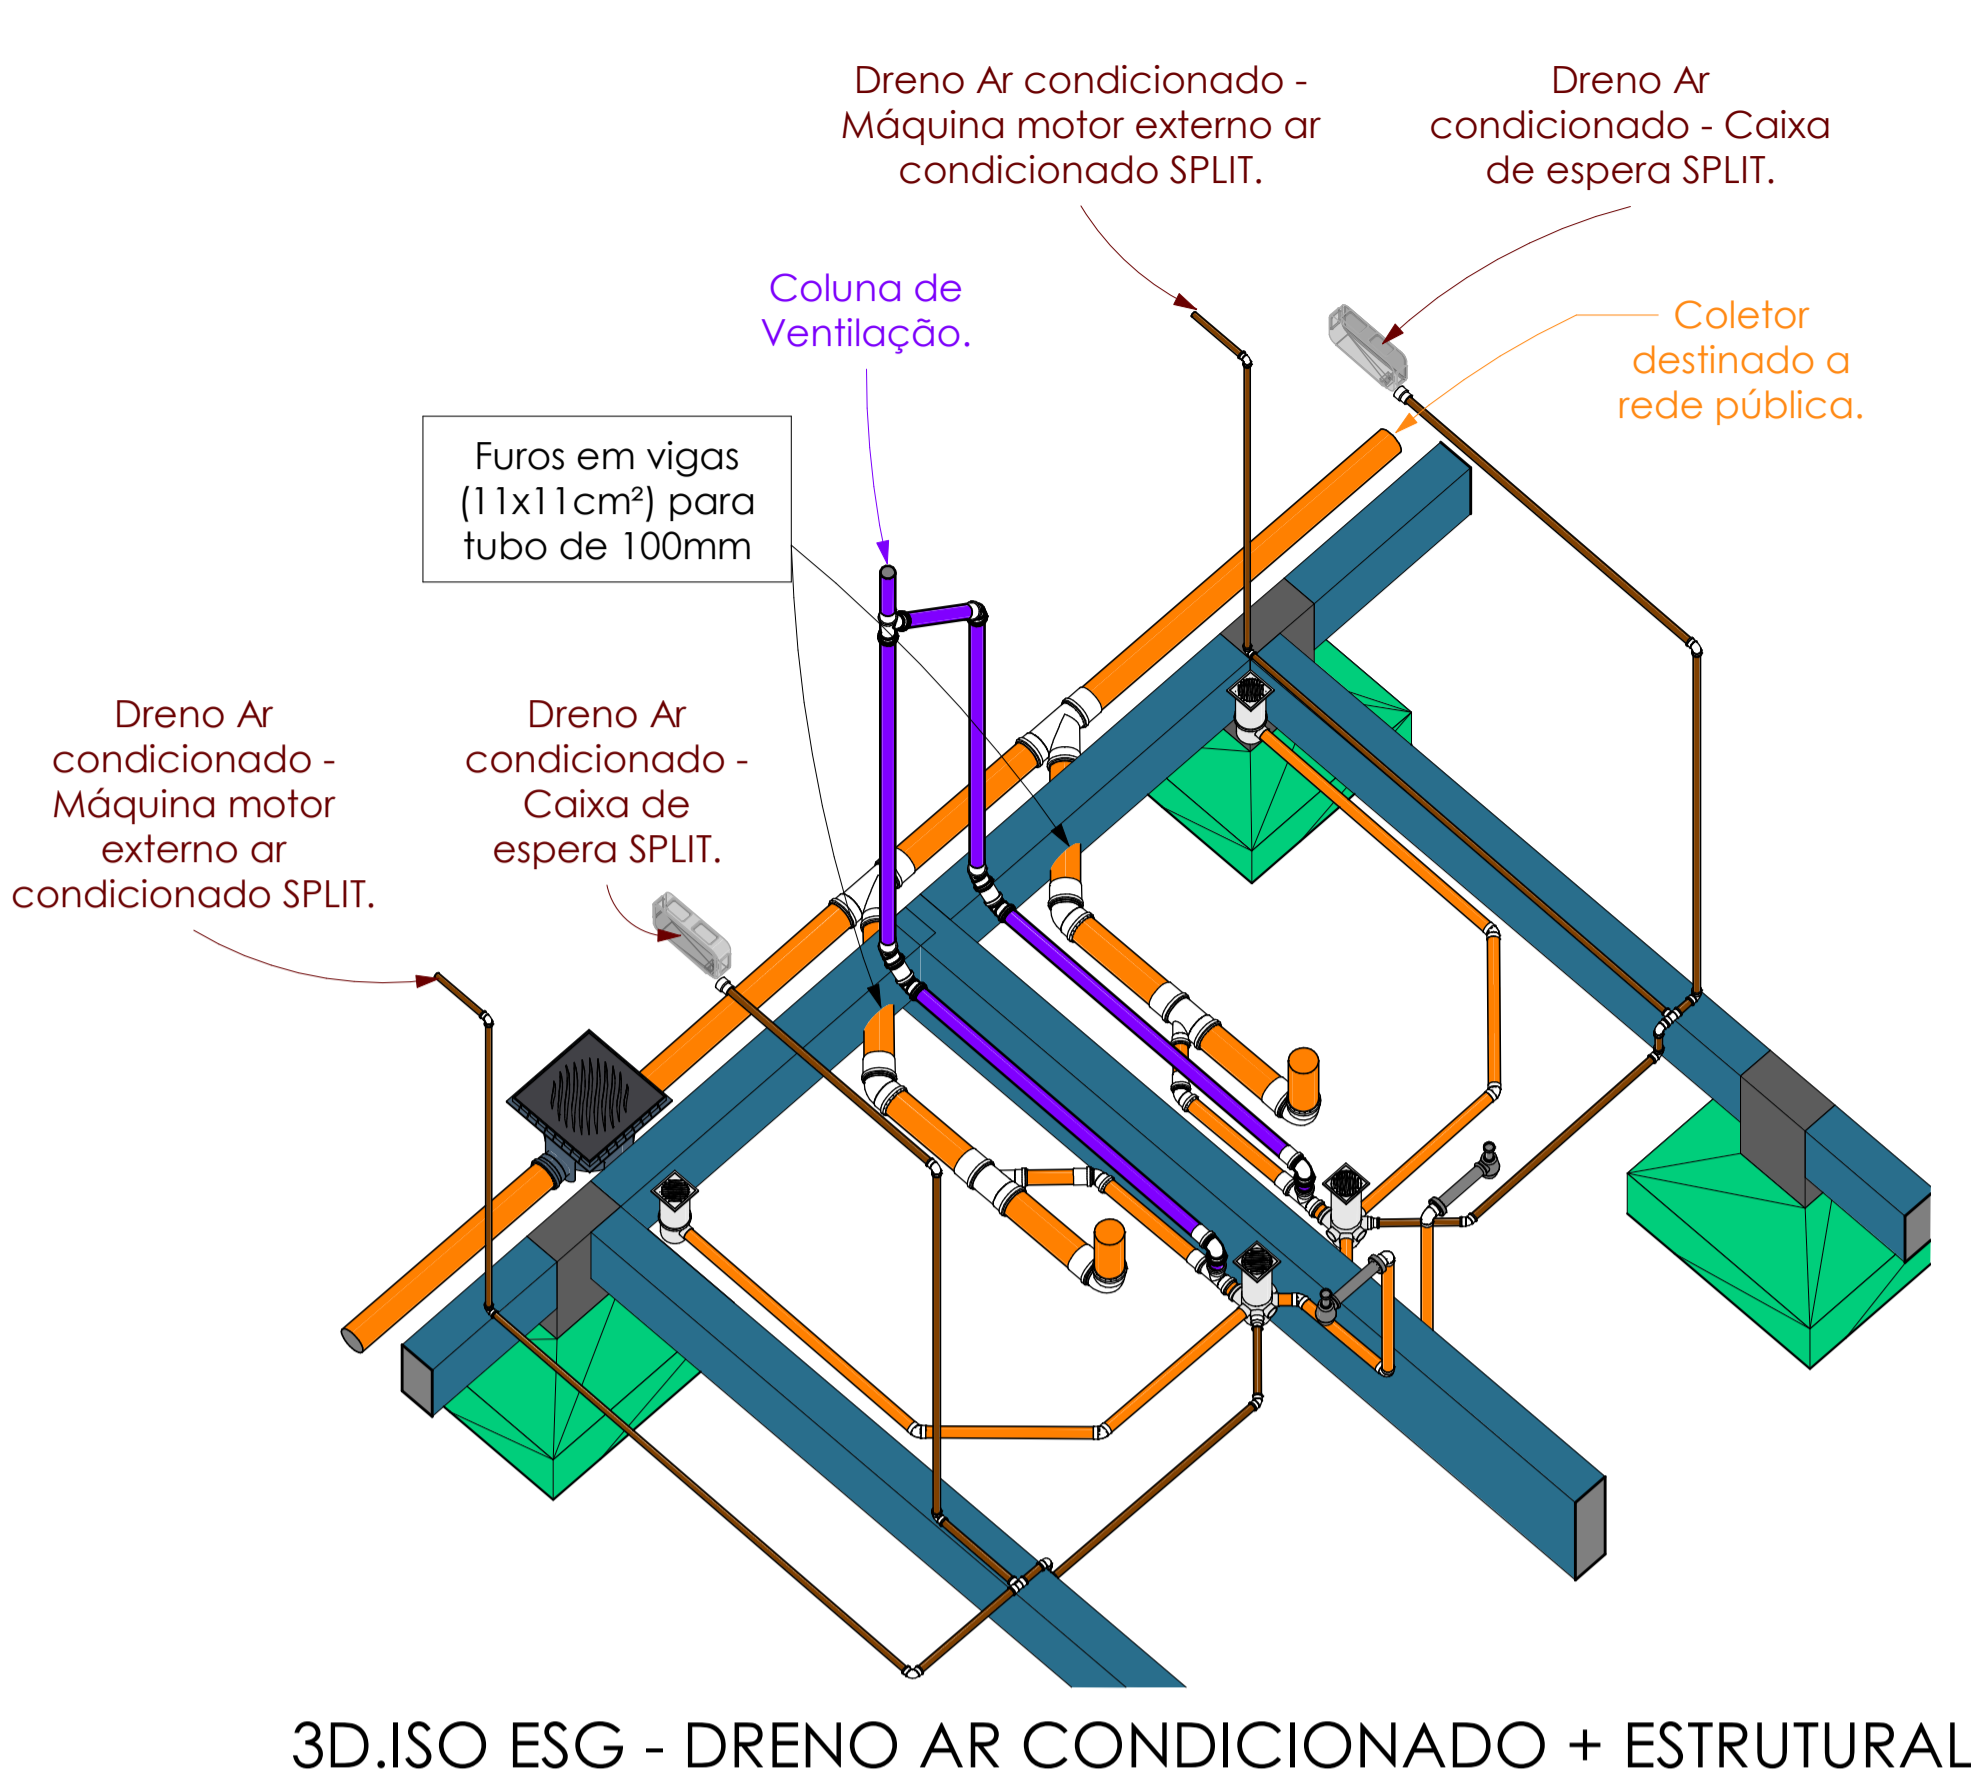 Dreno Ar condicionado -
Máquina motor externo ar
condicionado SPLIT.
Dreno Ar
condicionado - Caixa
de espera SPLIT.
Coluna de
Ventilação.
Coletor
destinado a
rede pública.
Furos em vigas
(11x11cm²) para
tubo de 100mm
Dreno Ar
condicionado -
Máquina motor
externo ar
condicionado SPLIT.
Dreno Ar
condicionado -
Caixa de
espera SPLIT.
3D.ISO ESG - DRENO AR CONDICIONADO + ESTRUTURAL